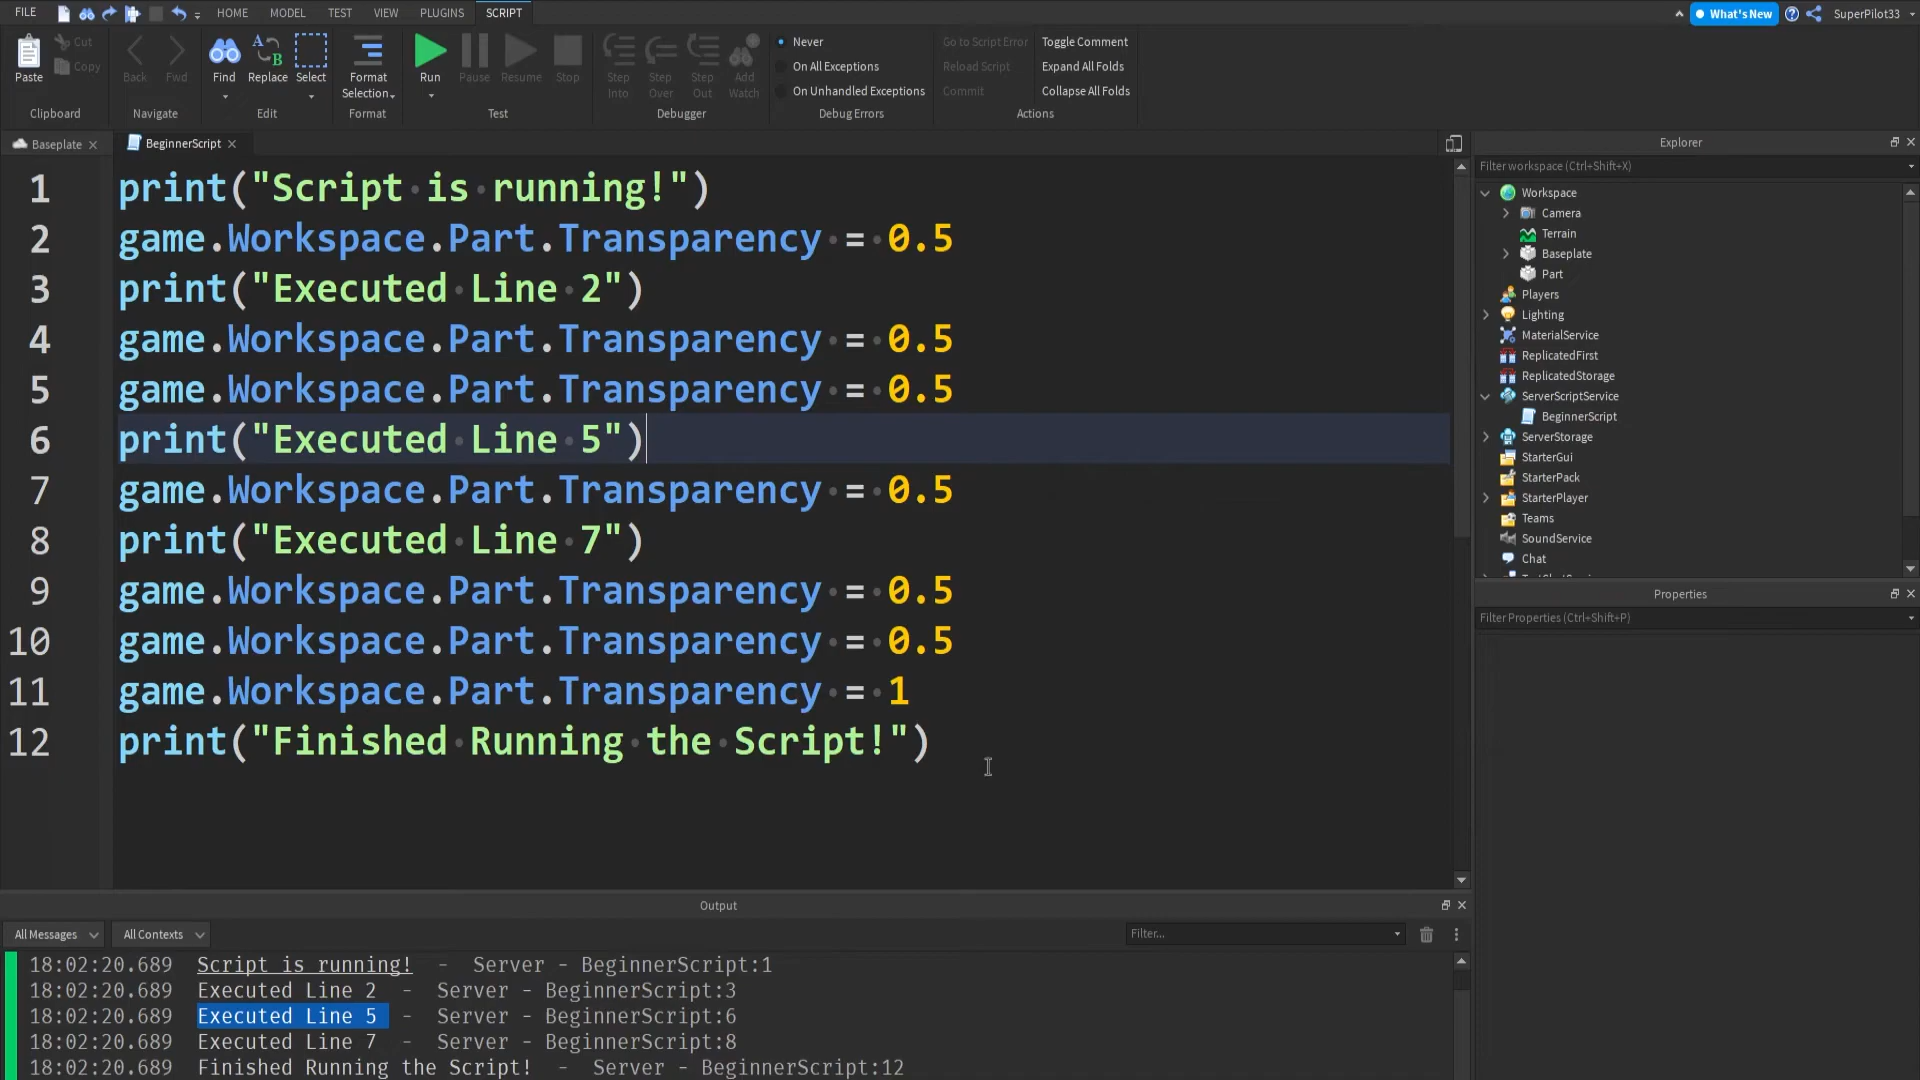 FILE HOME MODEL TEST VIEW PLUGINS SCRIPT What's New SuperPilot33
Paste Cut Copy Clipboard
Back Fwd Navigate
Find Replace Select Edit
Format Selection Format
Run Pause Resume Stop Test
Step Into Step Over Step Out Add Watch Debugger
Never
On All Exceptions
On Unhandled Exceptions
Debug Errors
Go to Script Error
Reload Script
Commit
Toggle Comment
Expand All Folds
Collapse All Folds
Actions
Baseplate BeginnerScript
1 print("Script is running!")
2 game.Workspace.Part.Transparency = 0.5
3 print("Executed Line 2")
4 game.Workspace.Part.Transparency = 0.5
5 game.Workspace.Part.Transparency = 0.5
6 print("Executed Line 5")
7 game.Workspace.Part.Transparency = 0.5
8 print("Executed Line 7")
9 game.Workspace.Part.Transparency = 0.5
10 game.Workspace.Part.Transparency = 0.5
11 game.Workspace.Part.Transparency = 1
12 print("Finished Running the Script!")
Explorer
Filter workspace (Ctrl+Shift+X)
Workspace
Camera
Terrain
Baseplate
Part
Players
Lighting
MaterialService
ReplicatedFirst
ReplicatedStorage
ServerScriptService
BeginnerScript
ServerStorage
StarterGui
StarterPack
StarterPlayer
Teams
SoundService
Chat
Properties
Filter Properties (Ctrl+Shift+P)
Output
All Messages All Contexts Filter...
18:02:20.689 Script is running! - Server - BeginnerScript:1
18:02:20.689 Executed Line 2 - Server - BeginnerScript:3
18:02:20.689 Executed Line 5 - Server - BeginnerScript:6
18:02:20.689 Executed Line 7 - Server - BeginnerScript:8
18:02:20.689 Finished Running the Script! - Server - BeginnerScript:12